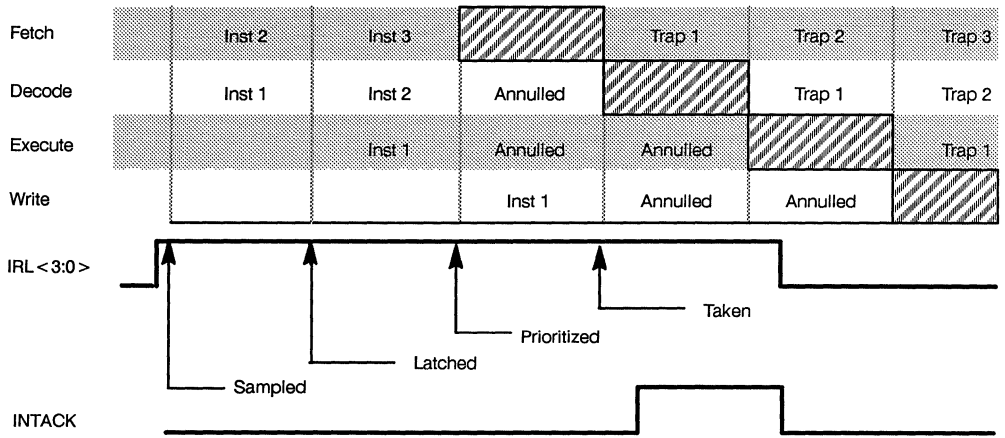 Fetch Inst 2 Inst 3 Trap 1 Trap 2 Trap 3
Decode Inst 1 Inst 2 Annulled Trap 1 Trap 2
Execute Inst 1 Annulled Annulled Trap 1
Write Inst 1 Annulled Annulled
IRL<3:0>
Taken
Prioritized
Latched
Sampled
INTACK